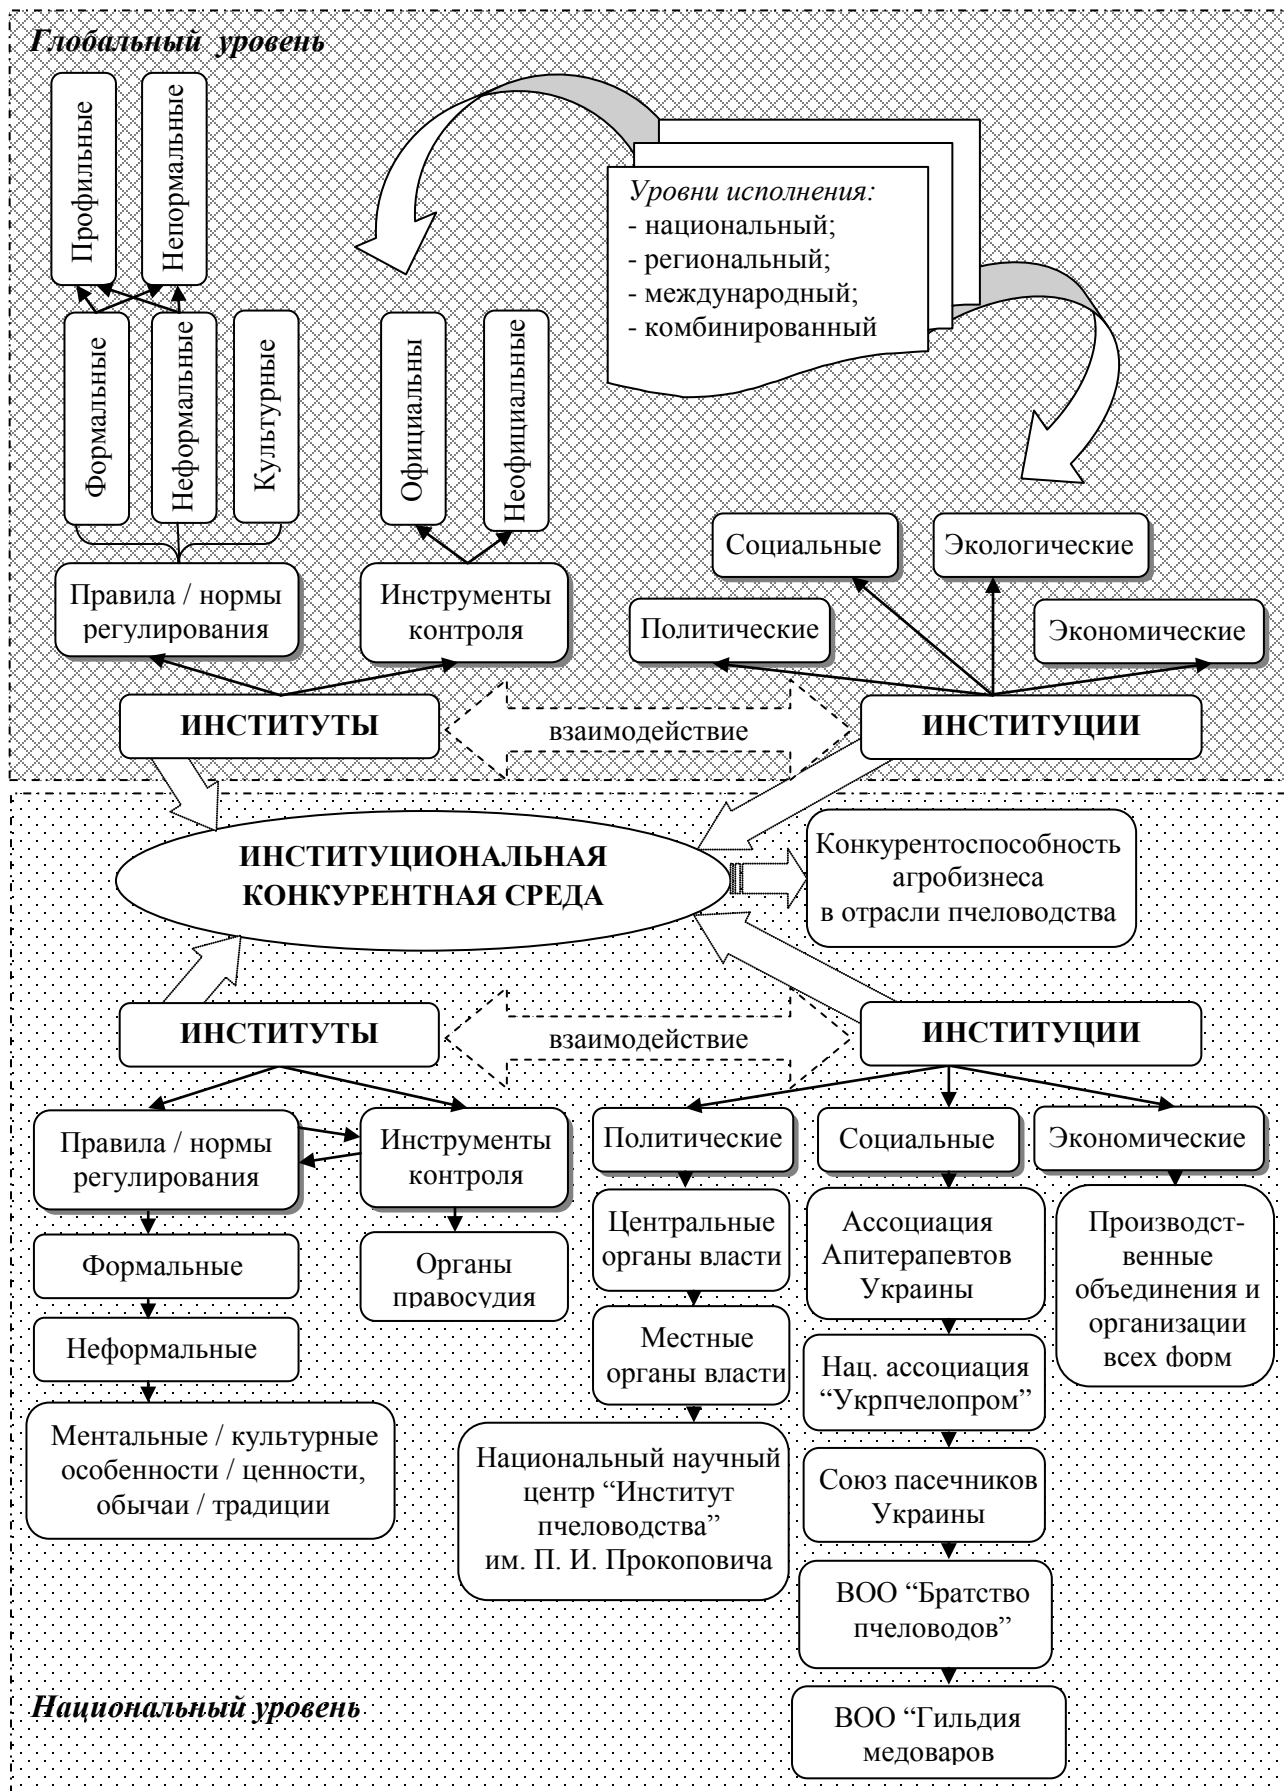 Глобальный уровень
Профильные
Непормальные
Уровни исполнения:
- национальный;
- региональный;
- международный;
- комбинированный
Формальные
Неформальные
Культурные
Официальны
Неофициальные
Социальные
Экологические
Правила / нормы
регулирования
Инструменты
контроля
Политические
Экономические
ИНСТИТУТЫ
взаимодействие
ИНСТИТУЦИИ
ИНСТИТУЦИОНАЛЬНАЯ
КОНКУРЕНТНАЯ СРЕДА
Конкурентоспособность
агробизнеса
в отрасли пчеловодства
ИНСТИТУТЫ
взаимодействие
ИНСТИТУЦИИ
Правила / нормы
регулирования
Инструменты
контроля
Политические
Социальные
Экономические
Формальные
Неформальные
Ментальные / культурные
особенности / ценности,
обычаи / традиции
Органы
правосудия
Центральные
органы власти
Местные
органы власти
Национальный научный
центр “Институт
пчеловодства”
им. П. И. Прокоповича
Ассоциация
Апитерапевтов
Украины
Нац. ассоциация
“Укрпчелопром”
Союз пасечников
Украины
ВОО “Братство
пчеловодов”
ВОО “Гильдия
медоваров
Производст-
венные
объединения и
организации
всех форм
Национальный уровень